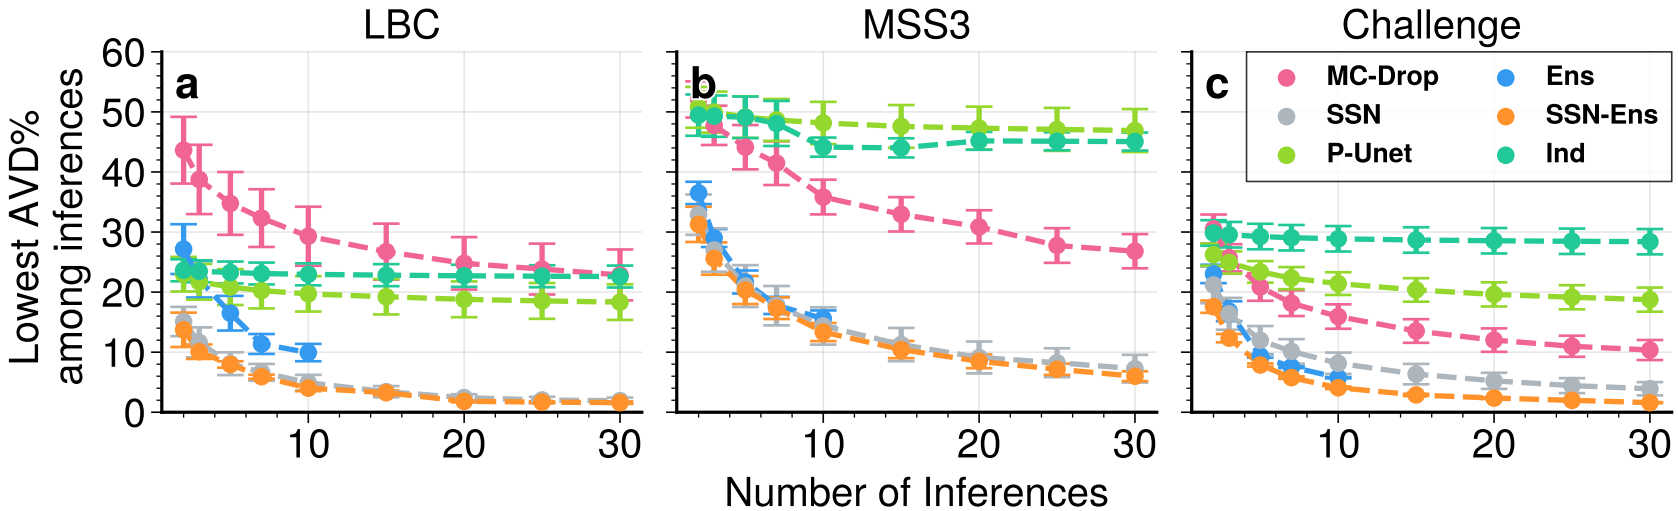 LBC
MSS3
Challenge
Lowest AVD%
among inferences
60
50
40
30
20
10
0
a
b
c
MC-Drop
Ens
SSN
SSN-Ens
P-Unet
Ind
10 20 30
10 20 30
10 20 30
Number of Inferences